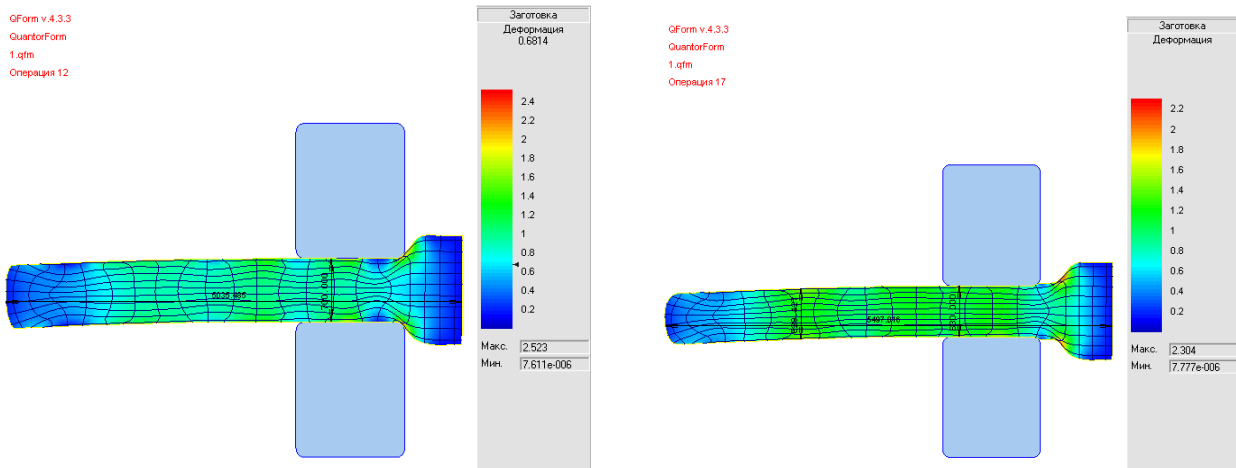 QForm v.4.3.3
QuantorForm
1.qfm
Операция 12
Заготовка
Деформация
0.6814
2.4
2.2
2
1.8
1.6
1.4
1.2
1
0.8
0.6
0.4
0.2
Макс. 2.523
Мин. 7.611e-006
700.000
QForm v.4.3.3
QuantorForm
1.qfm
Операция 17
Заготовка
Деформация
2.2
2
1.8
1.6
1.4
1.2
1
0.8
0.6
0.4
0.2
Макс. 2.304
Мин. 7.777e-006
5497.016